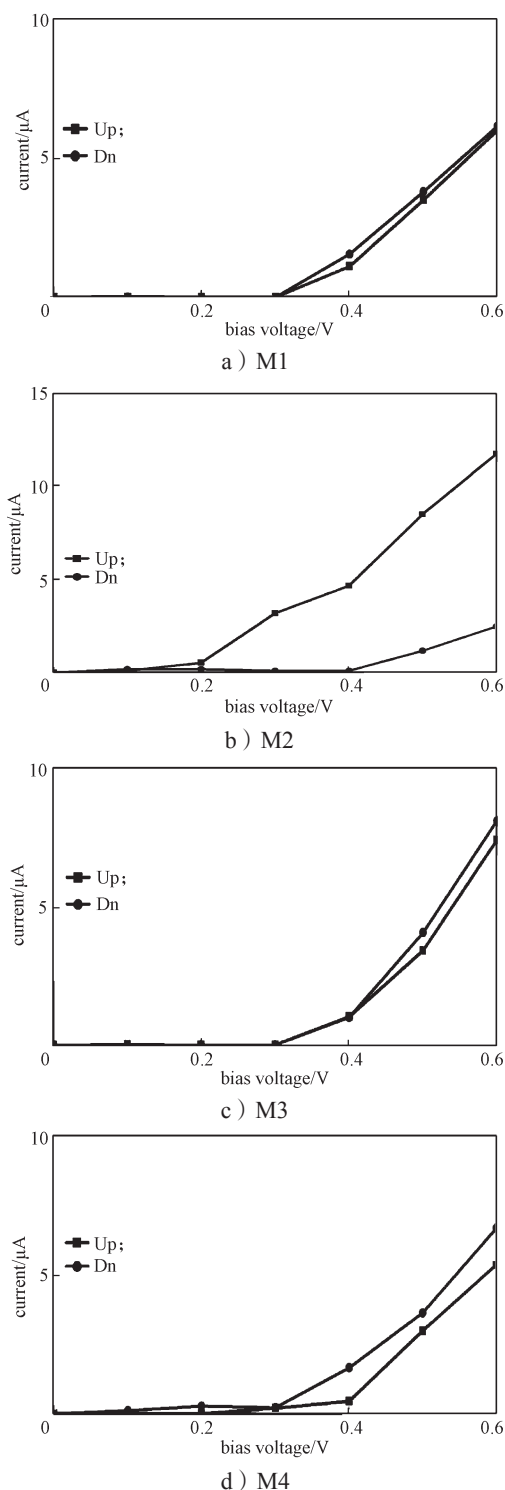 10
current/μA
Up;
5
Dn
0
0.2
0.4
0.6
bias voltage/V
a）M1
15
10
current/μA
Up;
5
Dn
0
0.2
0.4
0.6
bias voltage/V
b）M2
10
current/μA
Up;
5
Dn
0
0.2
0.4
0.6
bias voltage/V
c）M3
10
current/μA
Up;
5
Dn
0
0.2
0.4
0.6
bias voltage/V
d）M4